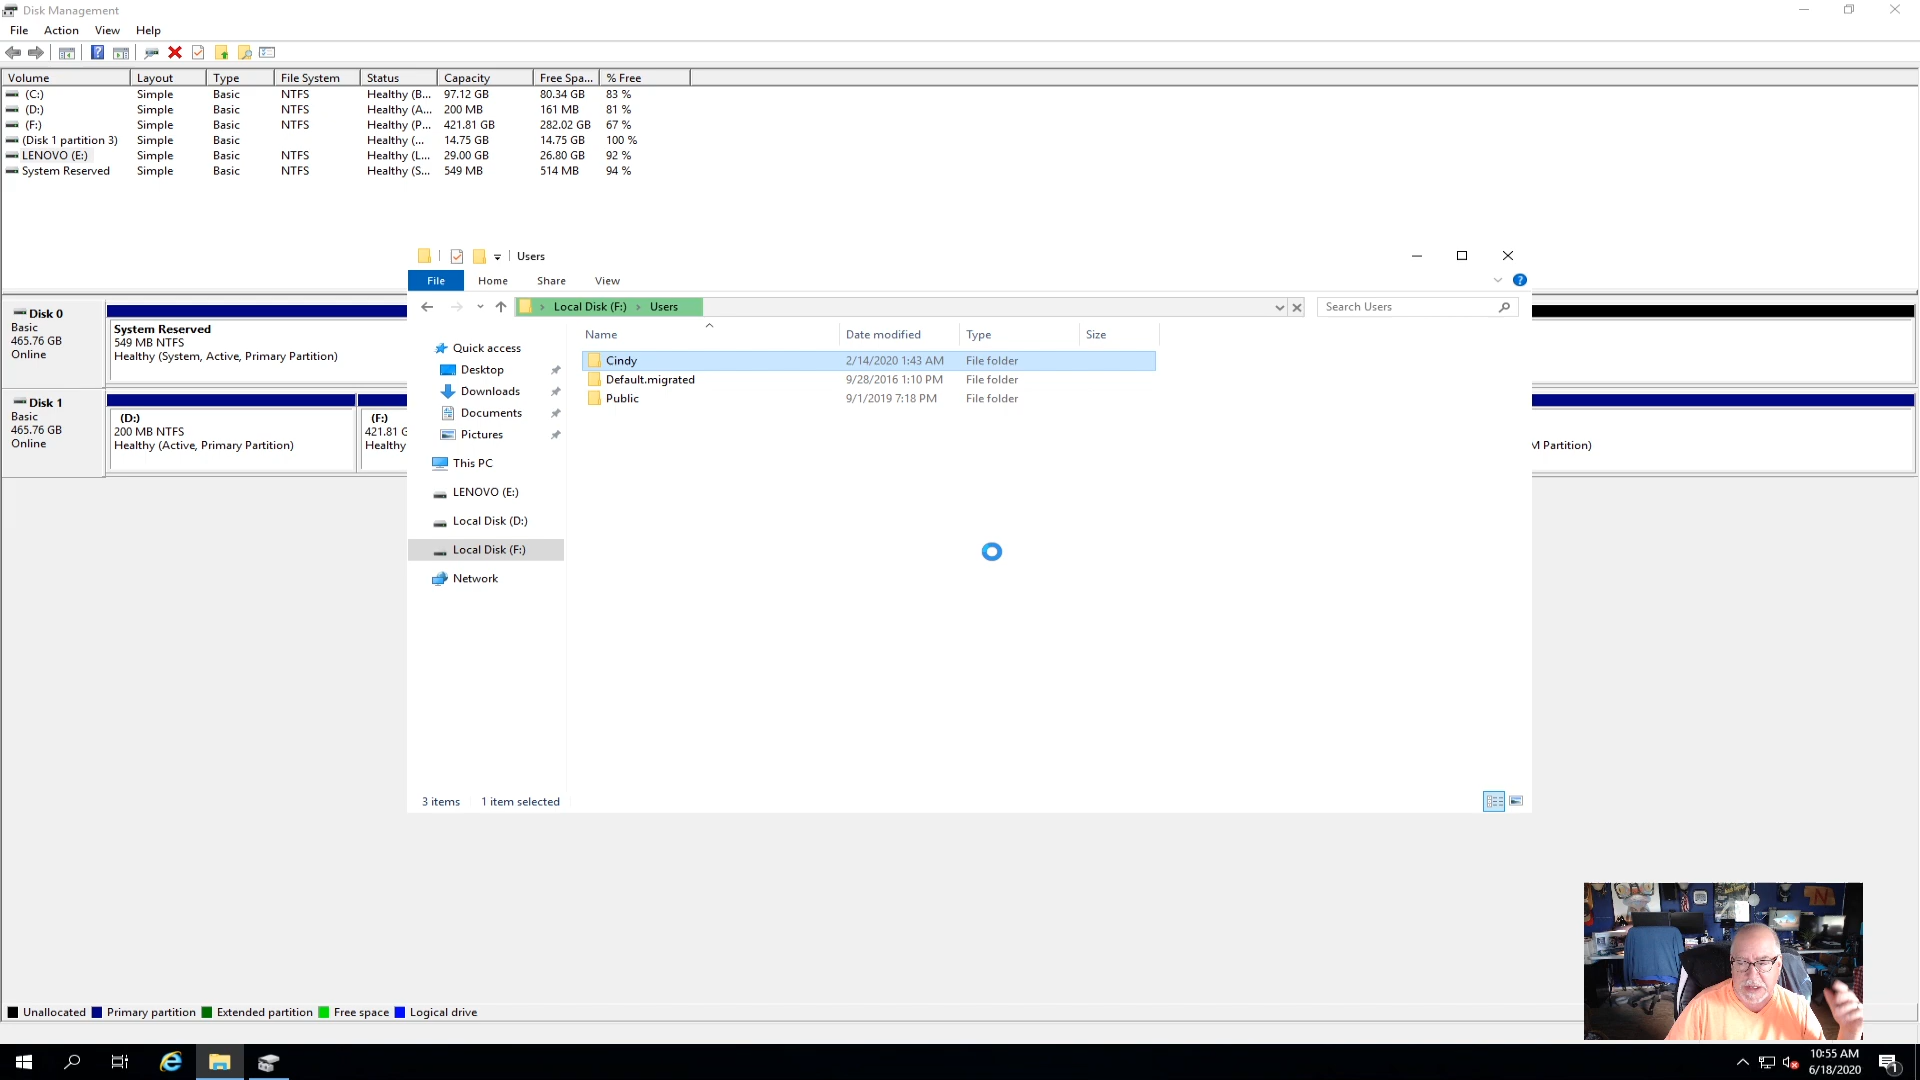 Disk Management
File Action View Help
Volume Layout Type File System Status Capacity Free Spa... % Free
(C:) Simple Basic NTFS Healthy (B... 97.12 GB 80.34 GB 83 %
(D:) Simple Basic NTFS Healthy (A... 200 MB 161 MB 81 %
(F:) Simple Basic NTFS Healthy (P... 421.81 GB 282.02 GB 67 %
(Disk 1 partition 3) Simple Basic Healthy (... 14.75 GB 14.75 GB 100 %
LENOVO (E:) Simple Basic NTFS Healthy (L... 29.00 GB 26.80 GB 92 %
System Reserved Simple Basic NTFS Healthy (S... 549 MB 514 MB 94 %
Users
File Home Share View
Local Disk (F:) Users
Search Users
Name Date modified Type Size
Quick access
Desktop
Downloads
Documents
Pictures
This PC
LENOVO (E:)
Local Disk (D:)
Local Disk (F:)
Network
Cindy 2/14/2020 1:43 AM File folder
Default.migrated 9/28/2016 1:10 PM File folder
Public 9/1/2019 7:18 PM File folder
3 items 1 item selected
Disk 0
Basic
465.76 GB
Online
System Reserved
549 MB NTFS
Healthy (System, Active, Primary Partition)
Disk 1
Basic
465.76 GB
Online
(D:)
200 MB NTFS
Healthy (Active, Primary Partition)
(F:)
421.81 G
Healthy
M Partition)
Unallocated Primary partition Extended partition Free space Logical drive
10:55 AM
6/18/2020
1